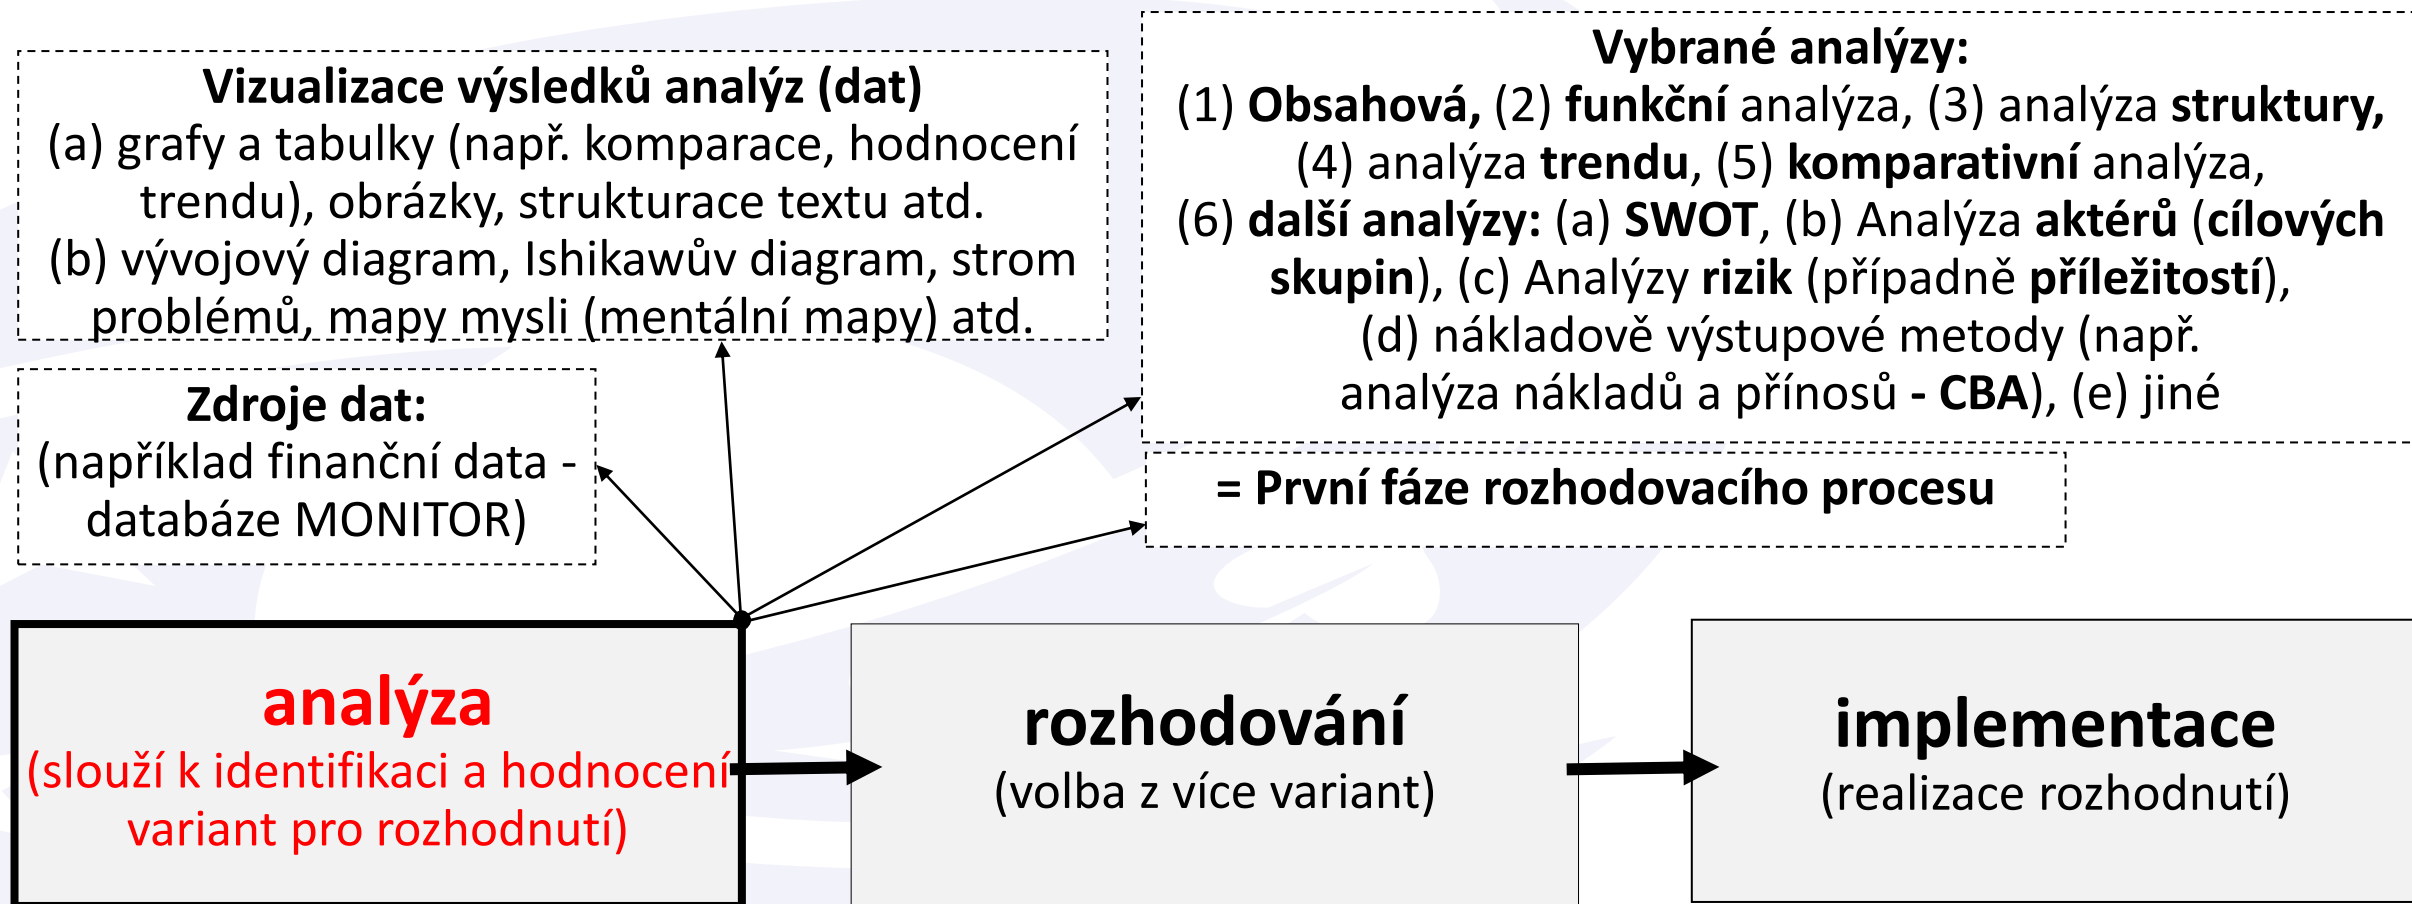 Vizualizace výsledků analýz (dat)
(a) grafy a tabulky (např. komparace, hodnocení
trendu), obrázky, strukturace textu atd.
(b) vývojový diagram, Ishikawův diagram, strom
problémů, mapy mysli (mentální mapy) atd.
Vybrané analýzy:
(1) Obsahová, (2) funkční analýza, (3) analýza struktury,
(4) analýza trendu, (5) komparativní analýza,
(6) další analýzy: (a) SWOT, (b) Analýza aktérů (cílových
skupin), (c) Analýzy rizik (případně příležitostí),
(d) nákladově výstupové metody (např.
analýza nákladů a přínosů - CBA), (e) jiné
Zdroje dat:
(například finanční data -
databáze MONITOR)
= První fáze rozhodovacího procesu
analýza
(slouží k identifikaci a hodnocení
variant pro rozhodnutí)
rozhodování
(volba z více variant)
implementace
(realizace rozhodnutí)